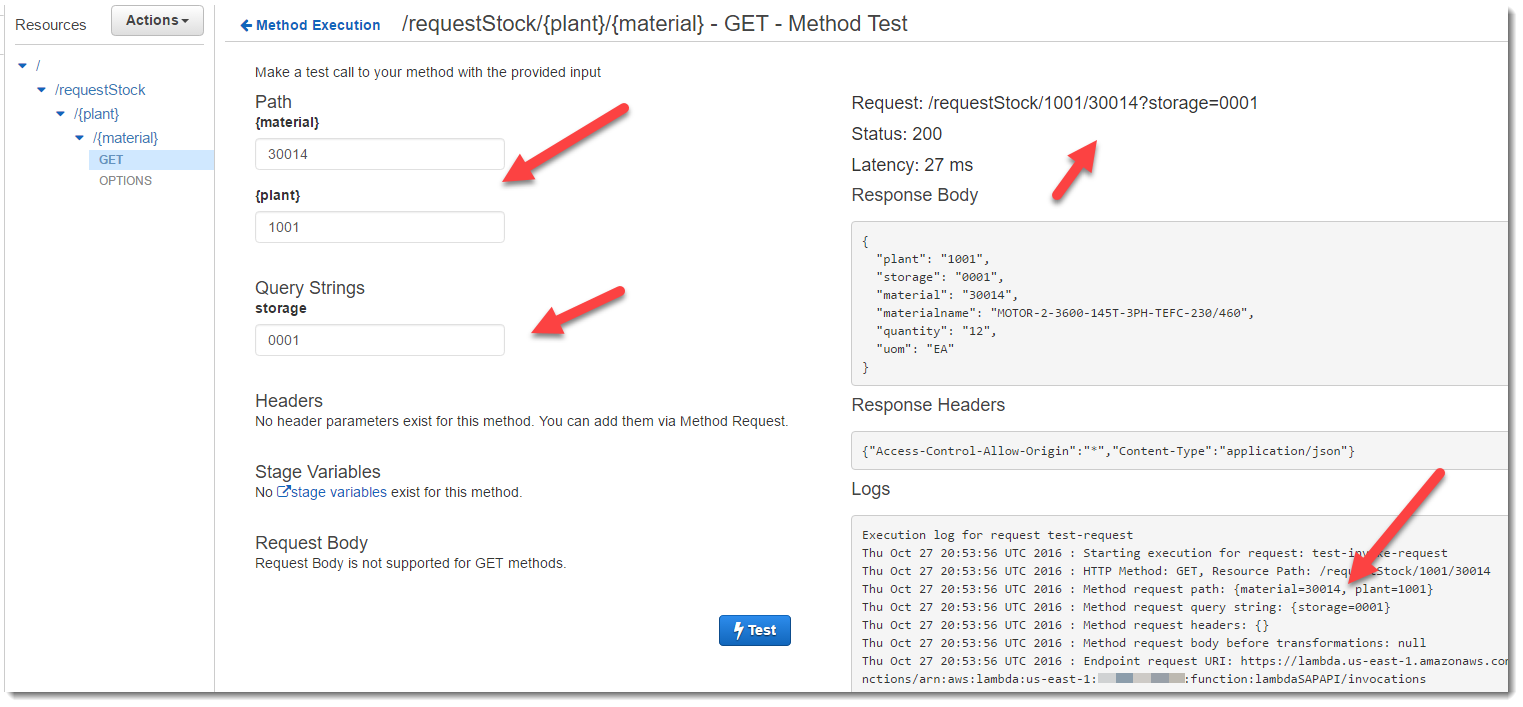 Resources
Actions
/
/requestStock
/{plant}
/{material}
GET
OPTIONS
Method Execution
/requestStock/{plant}/{material} - GET - Method Test
Make a test call to your method with the provided input
Path
{material}
30014
{plant}
1001
Query Strings
storage
0001
Headers
No header parameters exist for this method. You can add them via Method Request.
Stage Variables
No stage variables exist for this method.
Request Body
Request Body is not supported for GET methods.
Test
Request: /requestStock/1001/30014?storage=0001
Status: 200
Latency: 27 ms
Response Body
{
"plant": "1001",
"storage": "0001",
"material": "30014",
"materialname": "MOTOR-2-3600-145T-3PH-TEFC-230/460",
"quantity": "12",
"uom": "EA"
}
Response Headers
{"Access-Control-Allow-Origin":"*","Content-Type":"application/json"}
Logs
Execution log for request test-request
Thu Oct 27 20:53:56 UTC 2016 : Starting execution for request: test-invoke-request
Thu Oct 27 20:53:56 UTC 2016 : HTTP Method: GET, Resource Path: /requestStock/1001/30014
Thu Oct 27 20:53:56 UTC 2016 : Method request path: {material=30014, plant=1001}
Thu Oct 27 20:53:56 UTC 2016 : Method request query string: {storage=0001}
Thu Oct 27 20:53:56 UTC 2016 : Method request headers: {}
Thu Oct 27 20:53:56 UTC 2016 : Method request body before transformations: null
Thu Oct 27 20:53:56 UTC 2016 : Endpoint request URI: https://lambda.us-east-1.amazonaws.com
nctions/arn:aws:lambda:us-east-1: :function:lambdaSAPAPI/invocations